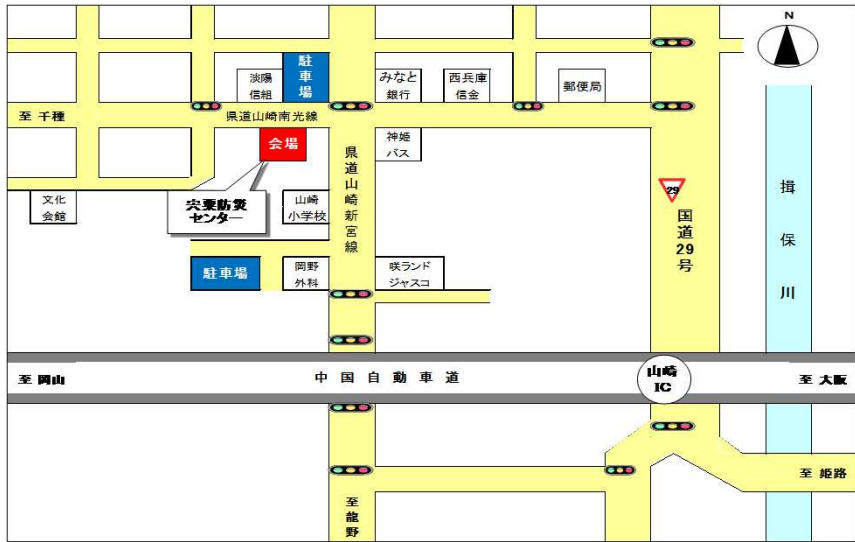 N
駐車場
淡陽
信組
みなと
銀行
西兵庫
信金
郵便局
至 千種
県道山崎南光線
会場
神姫
バス
県道山崎新宮線
29
国道29号
揖保川
文化
会館
宍粟防災
センター
山崎
小学校
駐車場
岡野
外科
咲ランド
ジャスコ
至 岡山
中国自動車道
山崎
IC
至 大阪
至 姫路
至龍野